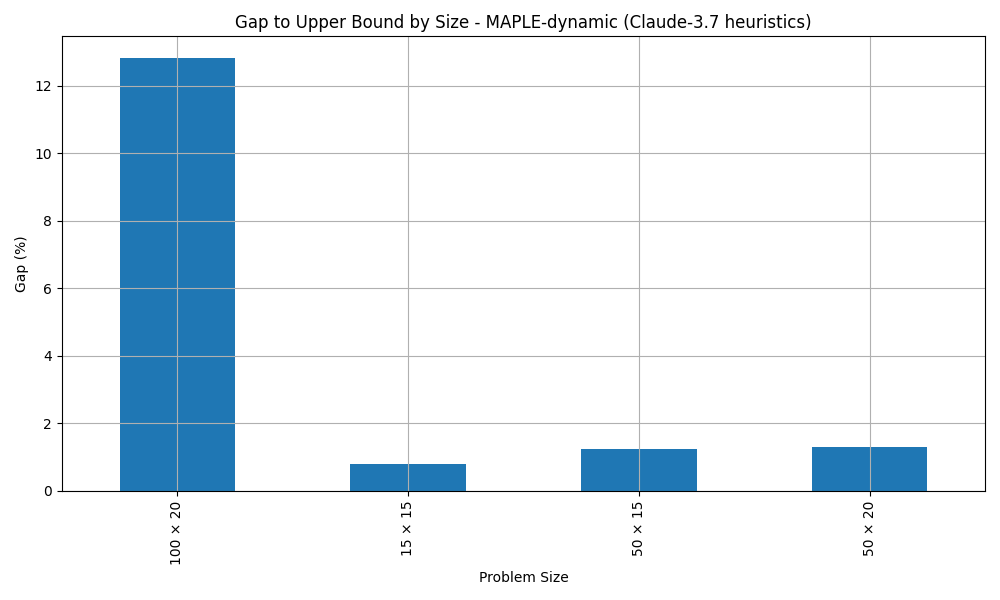 Gap to Upper Bound by Size - MAPLE-dynamic (Claude-3.7 heuristics)
Gap (%)
12
10
8
6
4
2
0
100 × 20
15 × 15
50 × 15
50 × 20
Problem Size